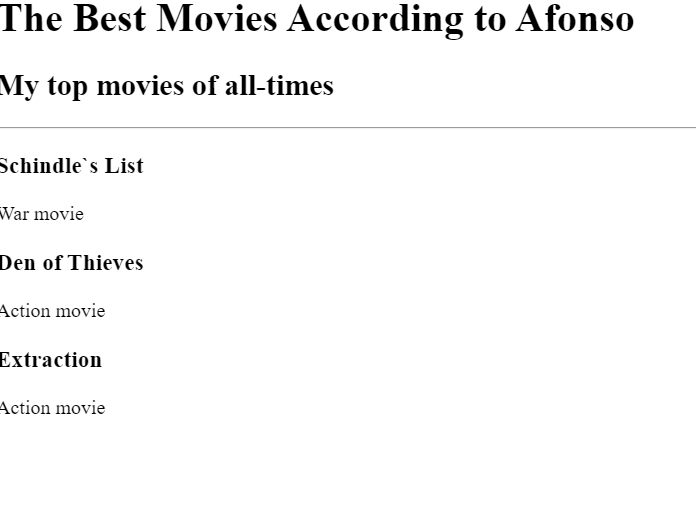 The Best Movies According to Afonso
My top movies of all-times
Schindle`s List
War movie
Den of Thieves
Action movie
Extraction
Action movie